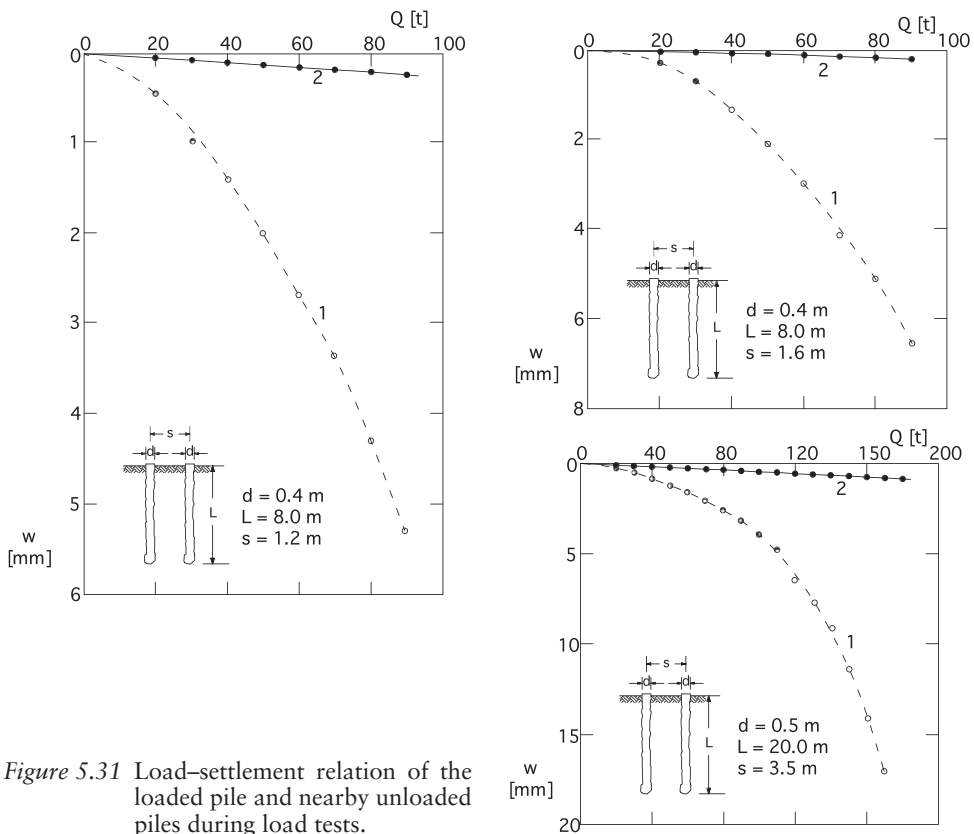 Q [t]
0 20 40 60 80 100
0
2
1
2
1
3
4
s
d d
L
d = 0.4 m
L = 8.0 m
s = 1.2 m
5
w
[mm]
6
Q [t]
0 20 40 60 80 100
0
2
2
1
4
s
d d
L
d = 0.4 m
L = 8.0 m
s = 1.6 m
6
w
[mm]
8
Q [t]
0 40 80 120 160 200
0
2
5
10
1
s
d d
L
d = 0.5 m
L = 20.0 m
s = 3.5 m
15
w
[mm]
20
Figure 5.31 Load–settlement relation of the
loaded pile and nearby unloaded
piles during load tests.